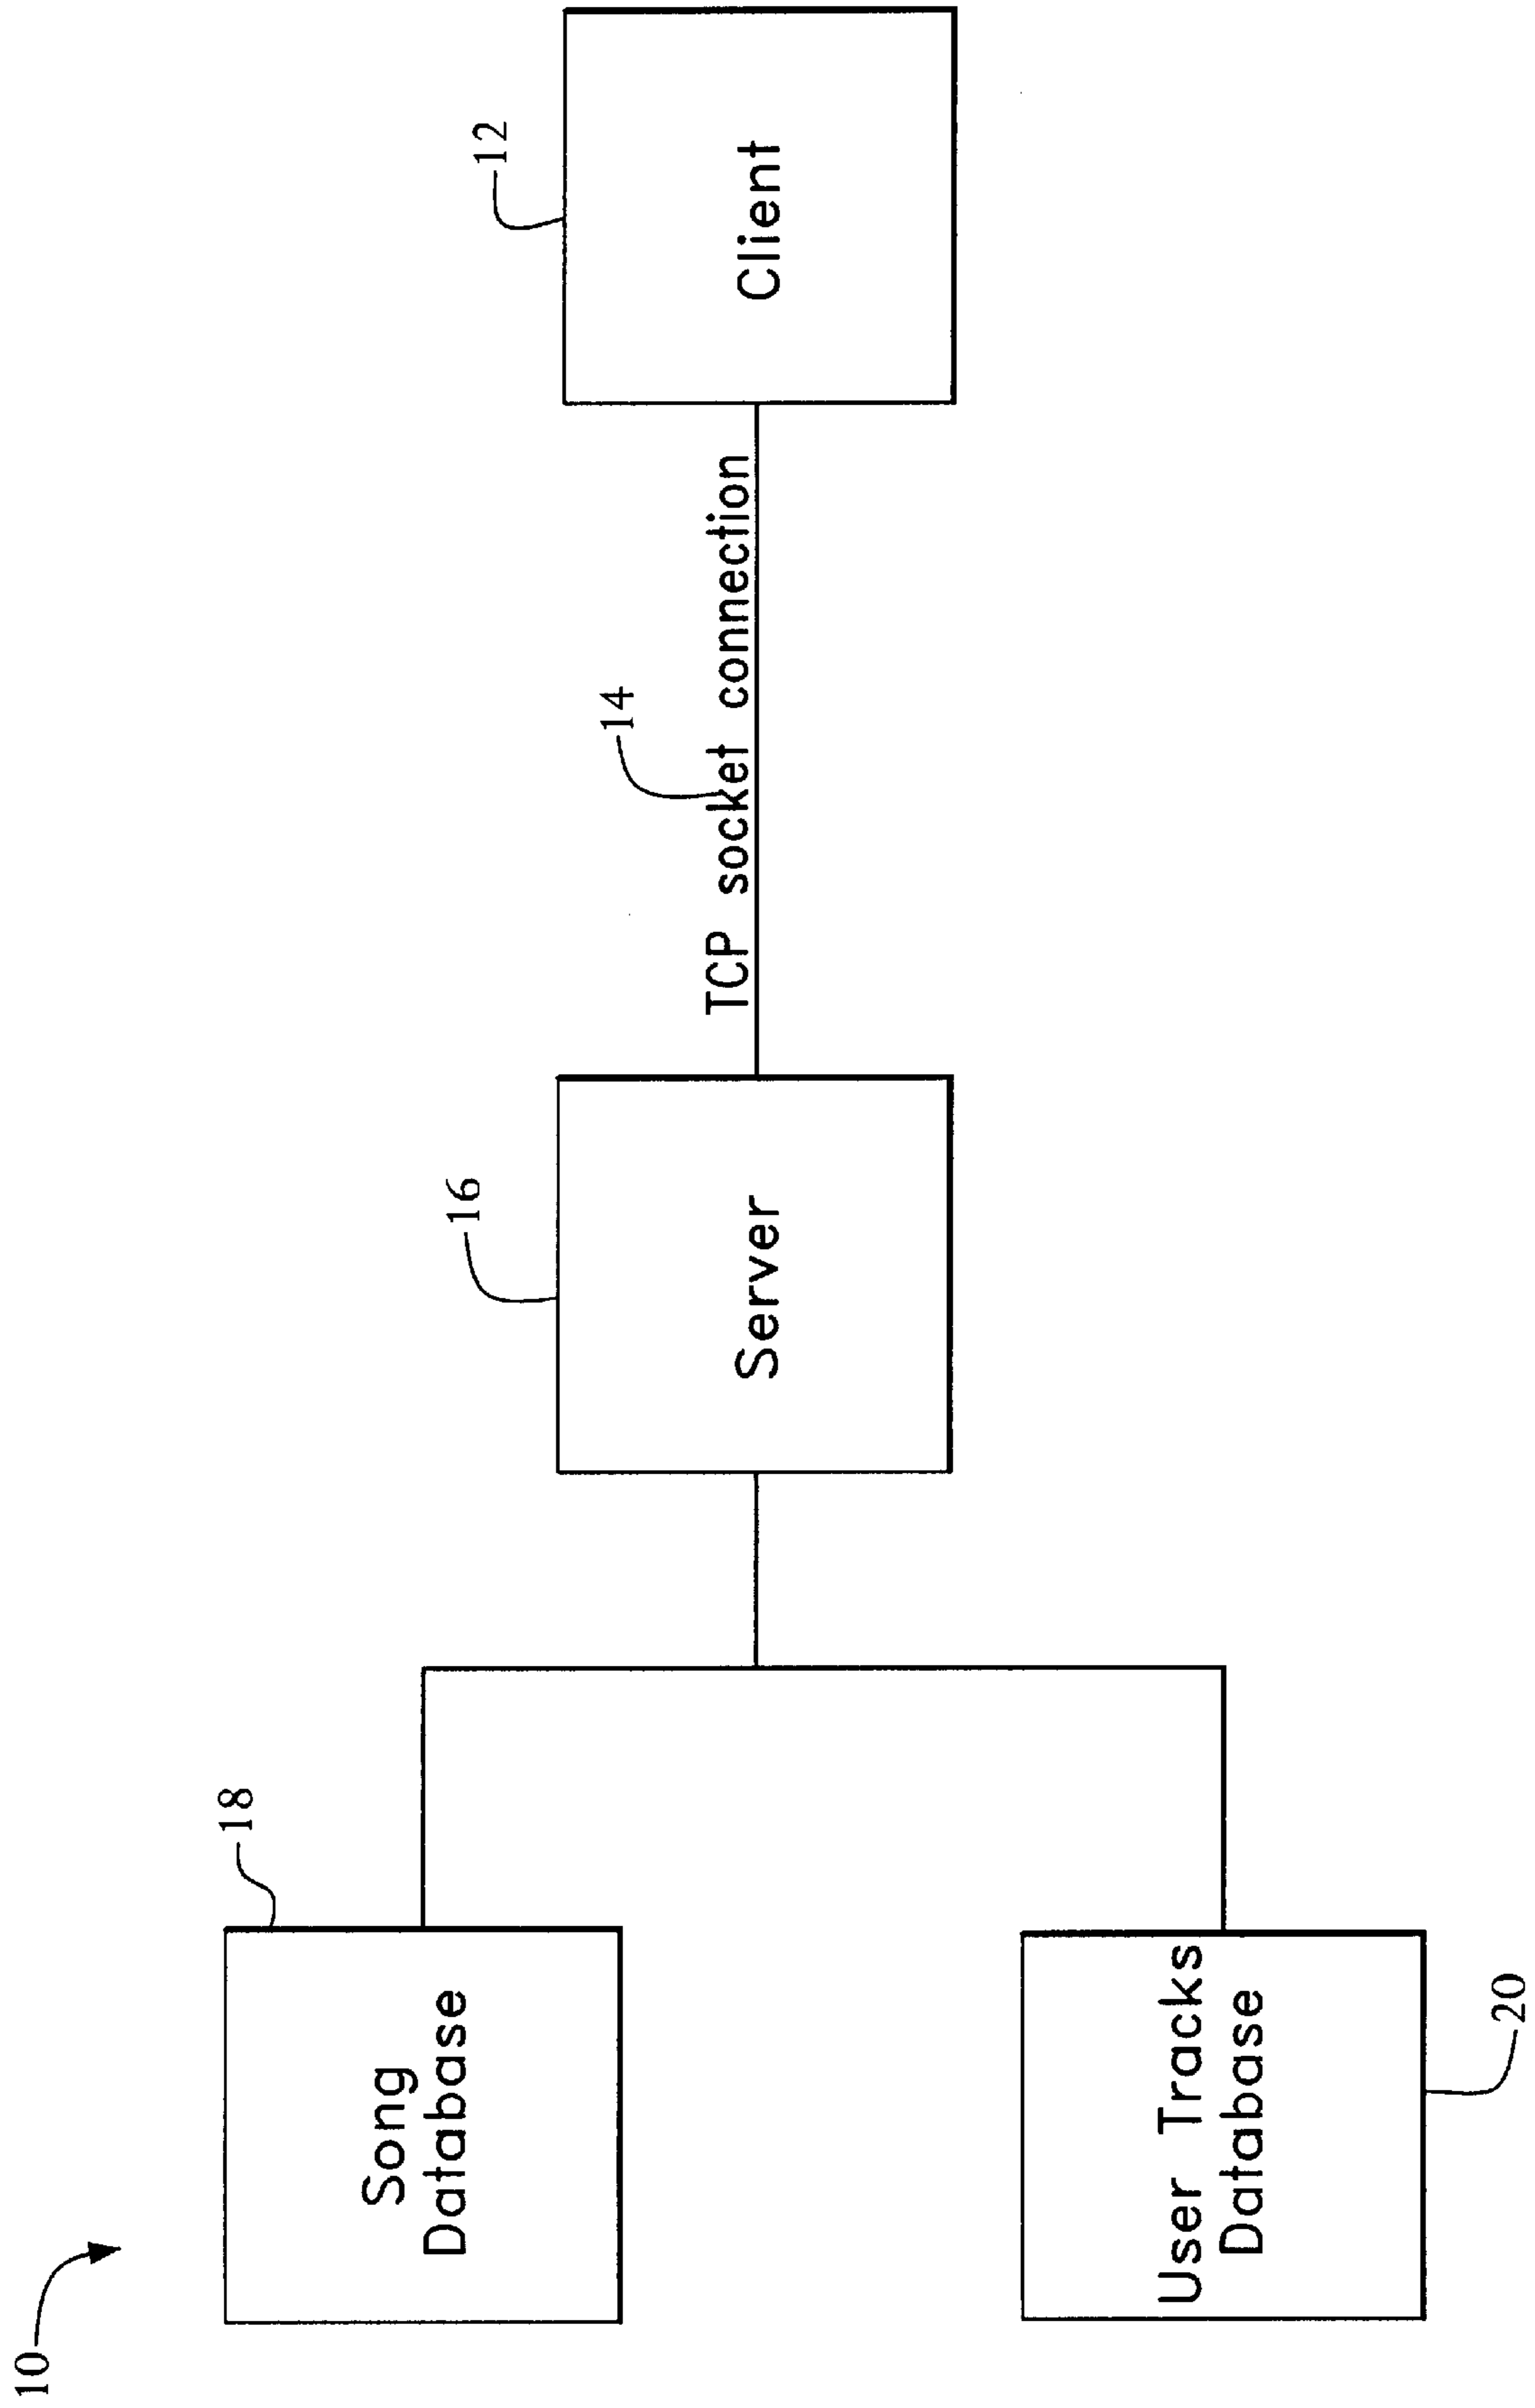 10
18
Song
Database
User Tracks
Database
20
16
Server
14
TCP socket connection
12
Client